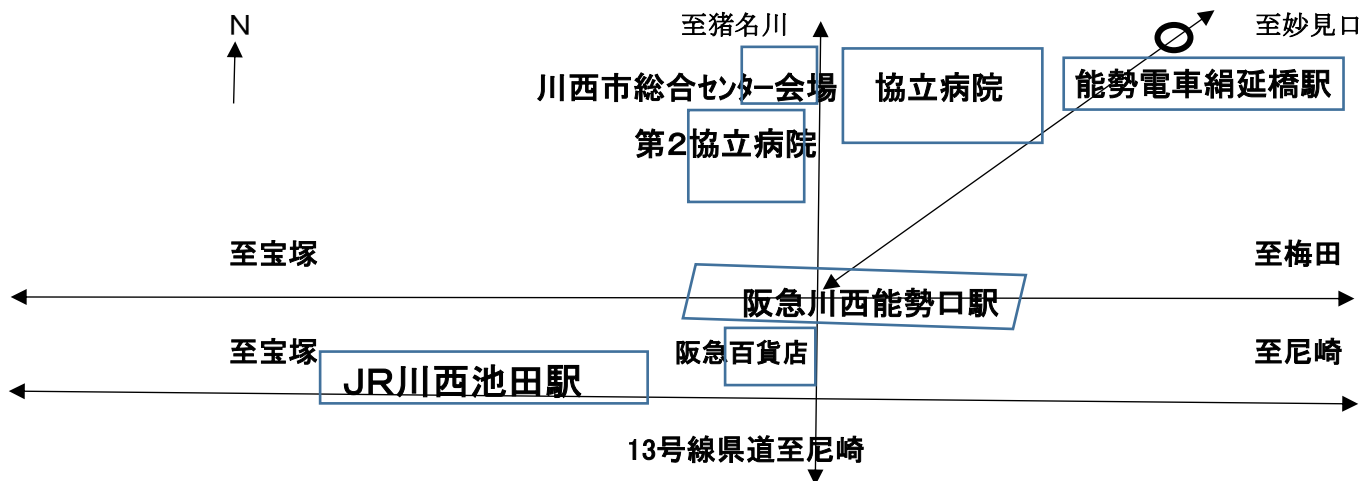 N
至猪名川
至妙見口
川西市総合センター会場
協立病院
能勢電車絹延橋駅
第２協立病院
至宝塚
至梅田
阪急川西能勢口駅
至宝塚
阪急百貨店
至尼崎
ＪＲ川西池田駅
13号線県道至尼崎